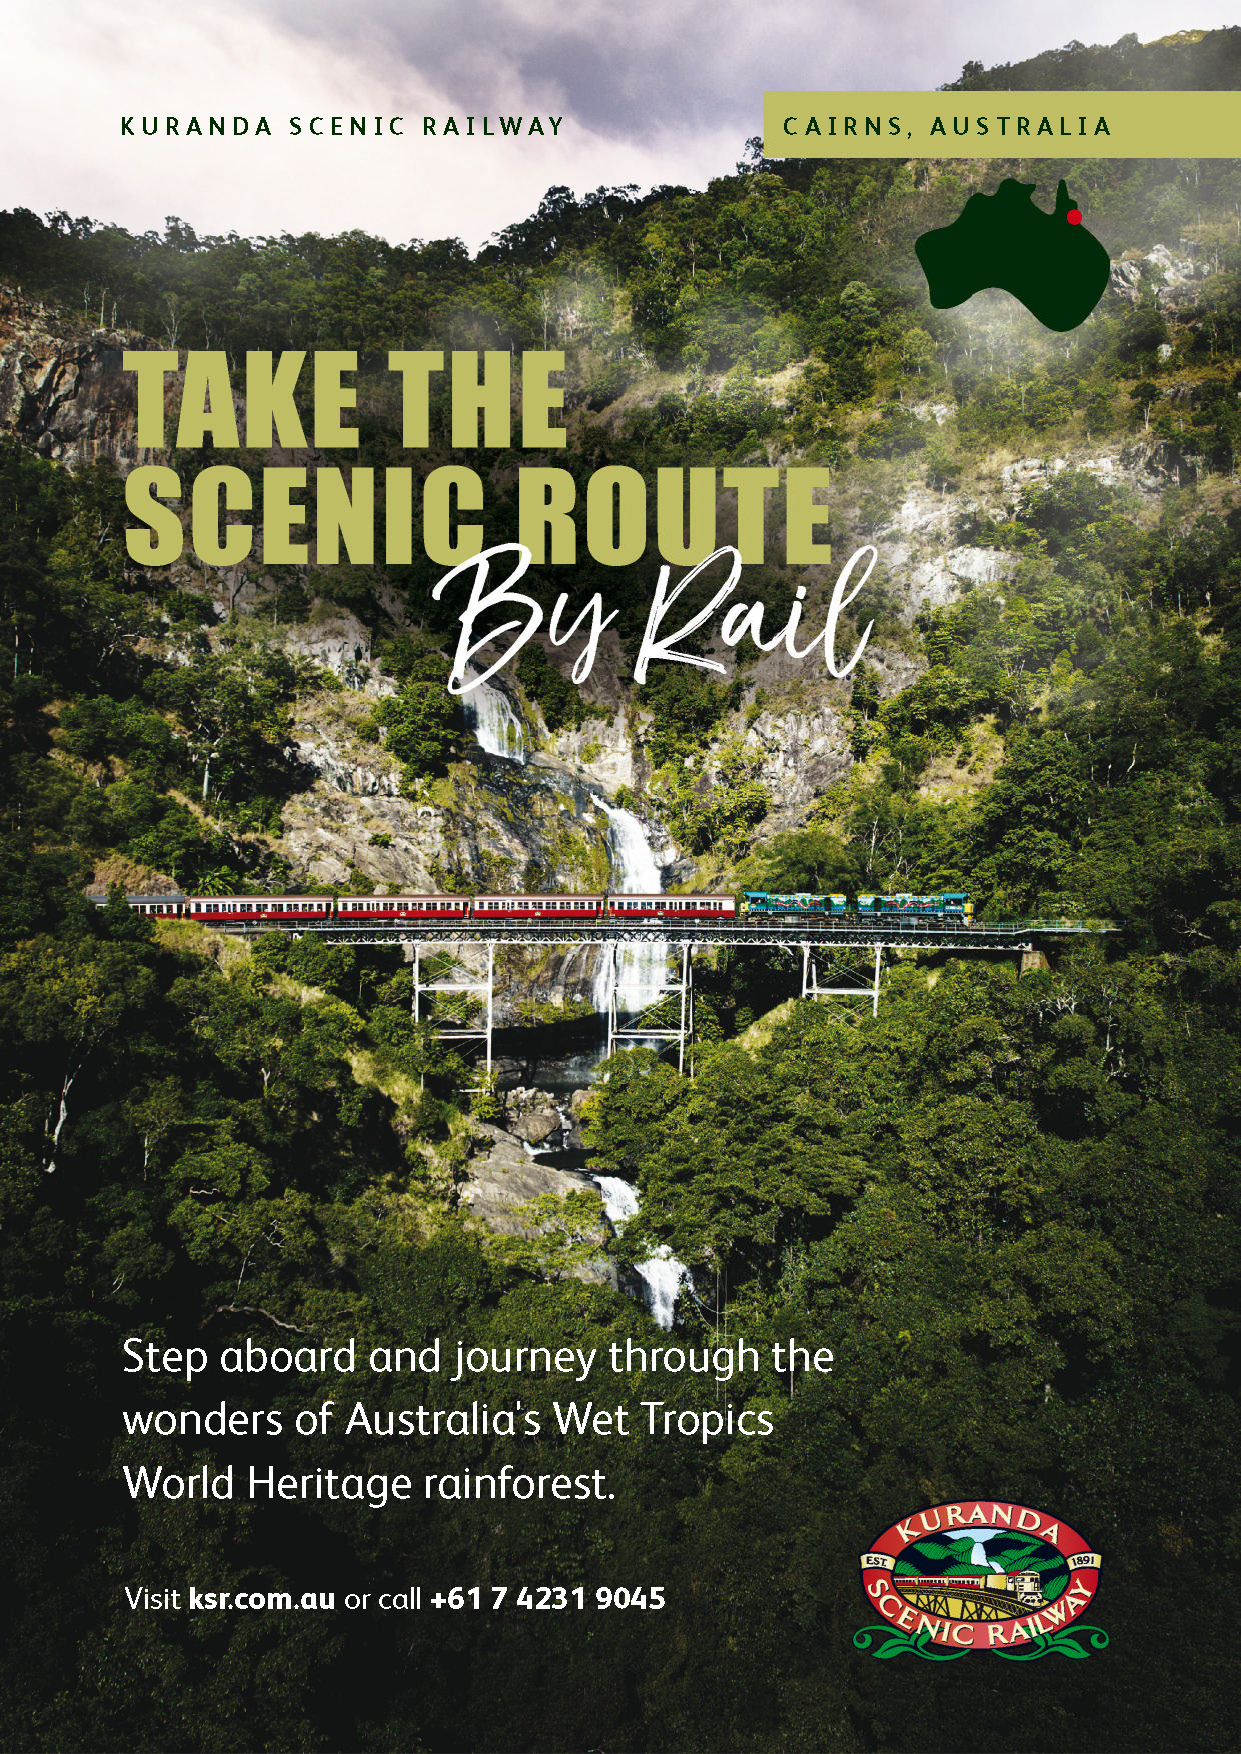 KURANDA SCENIC RAILWAY
CAIRNS, AUSTRALIA
TAKE THE
SCENIC ROUTE
By Rail
Step aboard and journey through the
wonders of Australia's Wet Tropics
World Heritage rainforest.
Visit ksr.com.au or call +61 7 4231 9045
KURANDA
EST. 1891
SCENIC RAILWAY